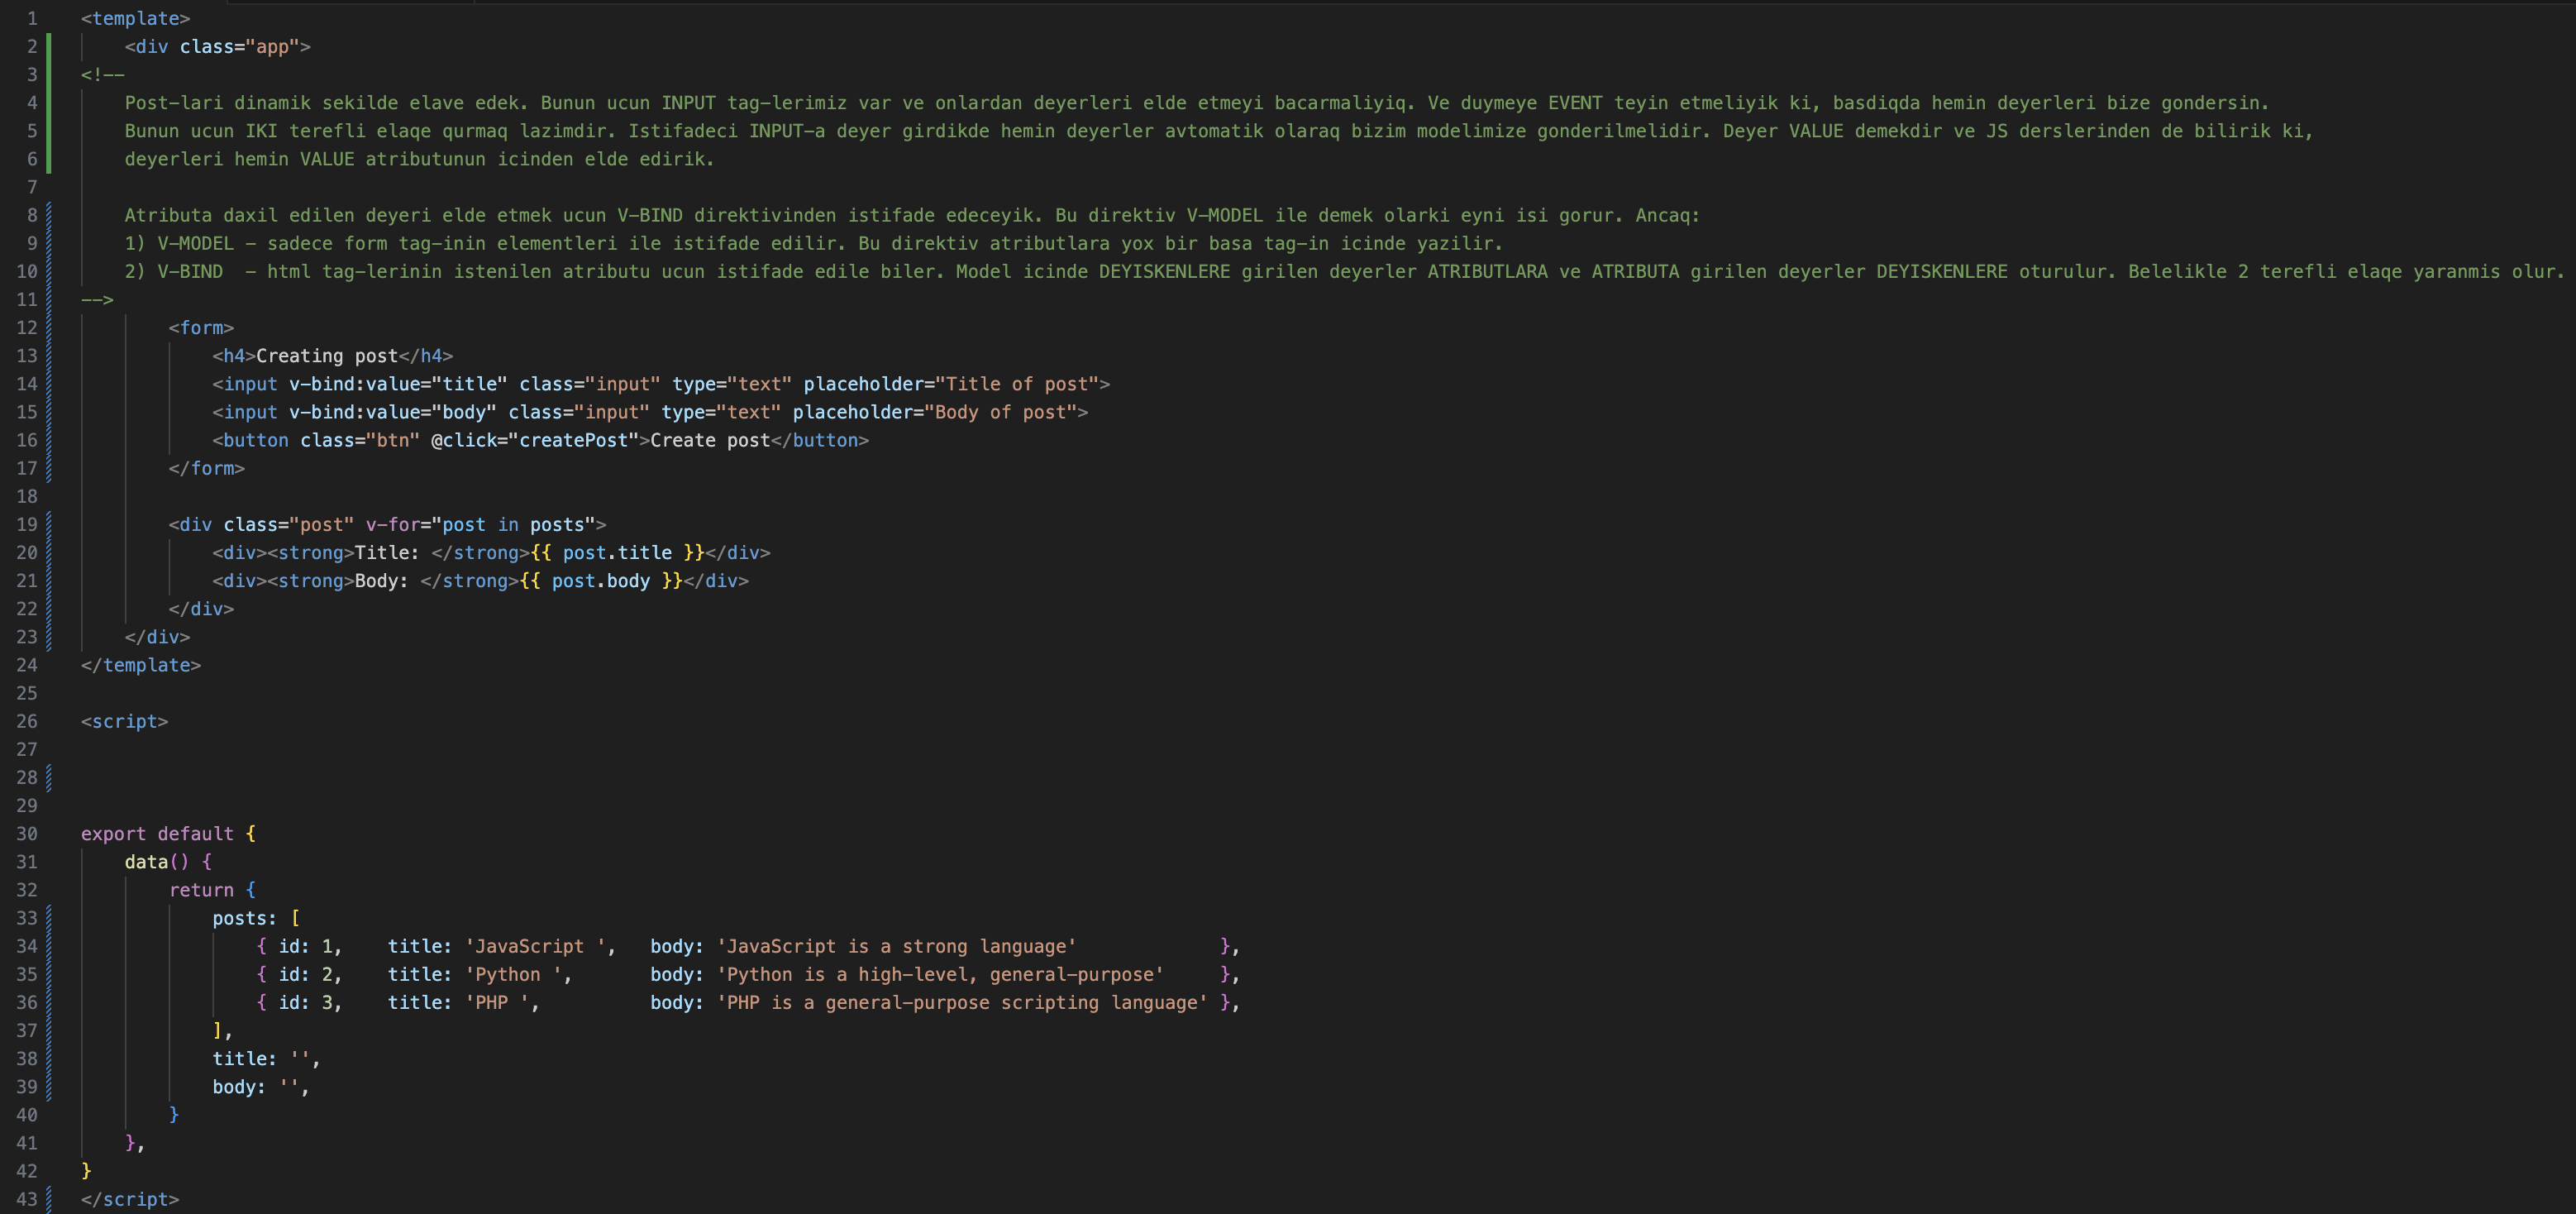 1 <template>
2 <div class="app">
3 <!--
4 Post-lari dinamik sekilde elave edek. Bunun ucun INPUT tag-lerimiz var ve onlardan deyerleri elde etmeyi bacarmaliyiq. Ve duymeye EVENT teyin etmeliyik ki, basdiqda hemin deyerleri bize gondersin.
5 Bunun ucun IKI terefli elaqe qurmaq lazimdir. Istifadeci INPUT-a deyer girdikde hemin deyerler avtomatik olaraq bizim modelimize gonderilmelidir. Deyer VALUE demekdir ve JS derslerinden de bilirik ki,
6 deyerleri hemin VALUE atributunun icinden elde edirik.
7
8 Atributa daxil edilen deyeri elde etmek ucun V-BIND direktivinden istifade edeceyik. Bu direktiv V-MODEL ile demek olarki eyni isi gorur. Ancaq:
9 1) V-MODEL - sadece form tag-inin elementleri ile istifade edilir. Bu direktiv atributlara yox bir basa tag-in icinde yazilir.
10 2) V-BIND  - html tag-lerinin istenilen atributu ucun istifade edile biler. Model icinde DEYISKENLERE girilen deyerler ATRIBUTLARA ve ATRIBUTA girilen deyerler DEYISKENLERE oturulur. Belelikle 2 terefli elaqe yaranmis olur.
11 -->
12 <form>
13 <h4>Creating post</h4>
14 <input v-bind:value="title" class="input" type="text" placeholder="Title of post">
15 <input v-bind:value="body" class="input" type="text" placeholder="Body of post">
16 <button class="btn" @click="createPost">Create post</button>
17 </form>
18
19 <div class="post" v-for="post in posts">
20 <div><strong>Title: </strong>{{ post.title }}</div>
21 <div><strong>Body: </strong>{{ post.body }}</div>
22 </div>
23 </div>
24 </template>
25
26 <script>
27
28
29
30 export default {
31 data() {
32 return {
33 posts: [
34 { id: 1,    title: 'JavaScript ',   body: 'JavaScript is a strong language'             },
35 { id: 2,    title: 'Python ',       body: 'Python is a high-level, general-purpose'     },
36 { id: 3,    title: 'PHP ',          body: 'PHP is a general-purpose scripting language' },
37 ],
38 title: '',
39 body: '',
40 }
41 },
42 }
43 </script>